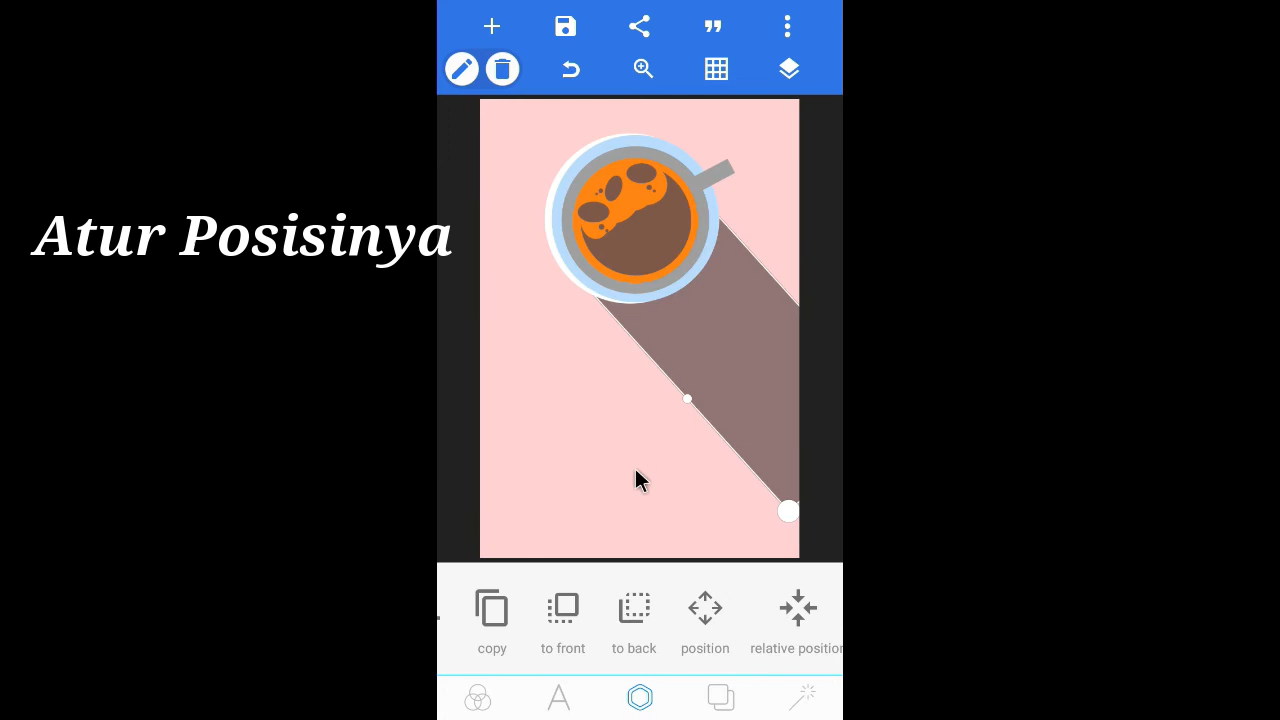 Atur Posisinya
copy
to front
to back
position
relative position